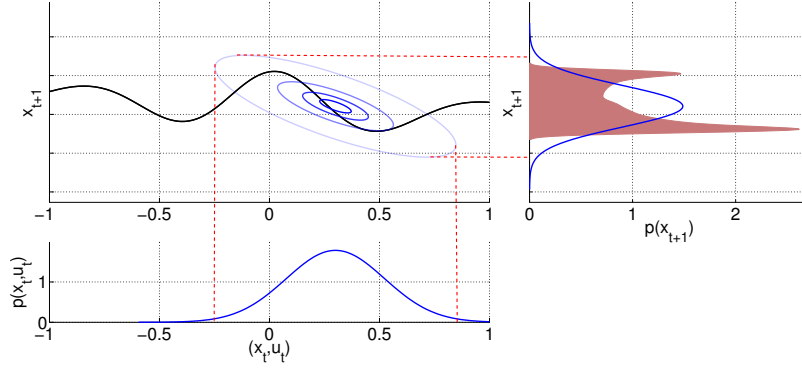 x_{t+1}
−1 −0.5 0 0.5 1
x_{t+1}
0 1 2
p(x_{t+1})
p(x_t,u_t)
1
0
−1 −0.5 0 0.5 1
(x_t,u_t)